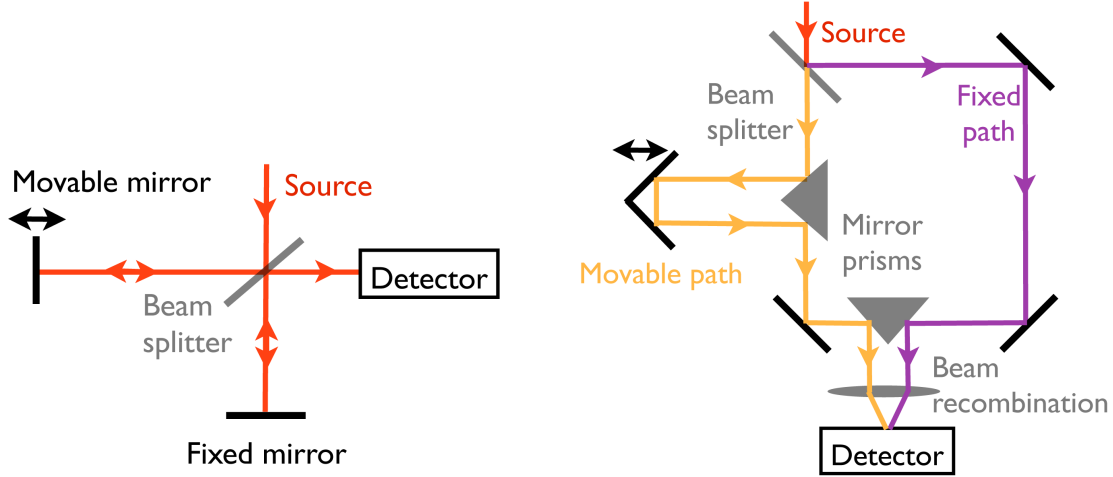 Movable mirror
Source
Beam
splitter
Detector
Fixed mirror
Source
Beam
splitter
Fixed
path
Mirror
prisms
Movable path
Beam
recombination
Detector